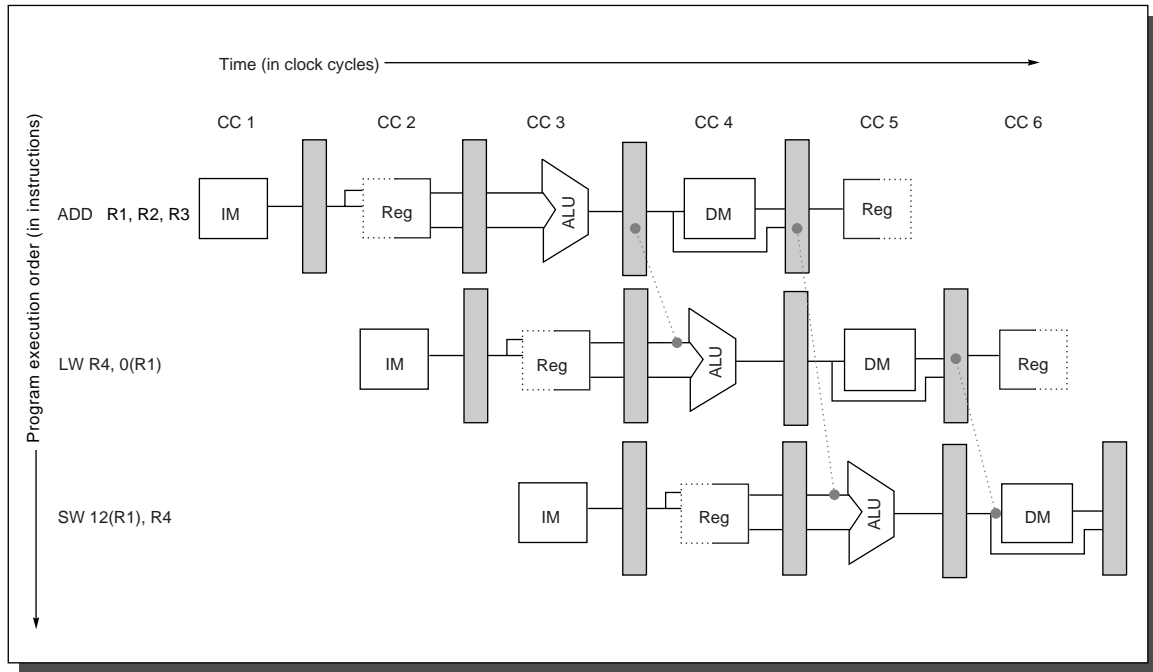 Time (in clock cycles)
CC 1 CC 2 CC 3 CC 4 CC 5 CC 6
Program execution order (in instructions)
ADD R1, R2, R3 IM Reg ALU DM Reg
LW R4, 0(R1) IM Reg ALU DM Reg
SW 12(R1), R4 IM Reg ALU DM